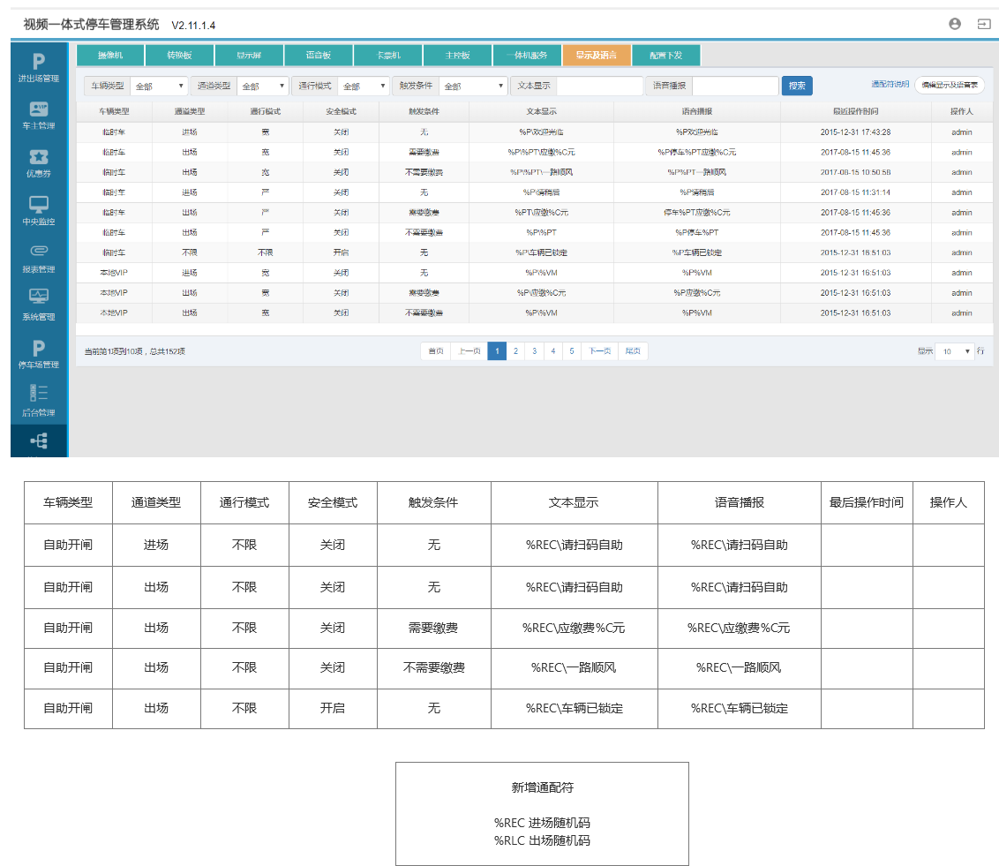 视频一体式停车管理系统 V2.11.1.4
进出场管理
车主管理
优惠券
中央监控
报表管理
系统管理
停车场管理
后台管理
摄像机 转换板 显示屏 语音板 卡票机 主控板 一体机服务 显示及语言 配置下发
车辆类型 全部 通道类型 全部 通行模式 全部 触发条件 全部 文本显示 语音播报 搜索 通配符说明 编辑显示及语音表
车辆类型 通道类型 通行模式 安全模式 触发条件 文本显示 语音播报 最近操作时间 操作人
临时车 进场 宽 关闭 无 %P\欢迎光临 %P欢迎光临 2015-12-31 17:43:28 admin
临时车 出场 宽 关闭 需要缴费 %P\%PT\应缴%C元 %P停车%PT应缴%C元 2017-08-15 11:45:36 admin
临时车 出场 宽 关闭 不需要缴费 %P\%PT\一路顺风 %P%PT一路顺风 2017-08-15 10:50:58 admin
临时车 进场 严 关闭 无 %P\请稍后 %P请稍后 2017-08-15 11:31:14 admin
临时车 出场 严 关闭 需要缴费 %PT\应缴%C元 停车%PT应缴%C元 2017-08-15 11:45:36 admin
临时车 出场 严 关闭 不需要缴费 %P\%PT %P停车%PT 2017-08-15 11:45:36 admin
临时车 不限 不限 开启 无 %P\车辆已锁定 %P车辆已锁定 2015-12-31 16:51:03 admin
本地VIP 进场 宽 关闭 无 %P\%VM %P%VM 2015-12-31 16:51:03 admin
本地VIP 出场 宽 关闭 需要缴费 %P\应缴%C元 %P应缴%C元 2015-12-31 16:51:03 admin
本地VIP 出场 宽 关闭 不需要缴费 %P\%VM %P%VM 2015-12-31 16:51:03 admin
当前第1项到10项，总共152项 首页 上一页 1 2 3 4 5 下一页 尾页 显示 10 行
车辆类型 通道类型 通行模式 安全模式 触发条件 文本显示 语音播报 最后操作时间 操作人
自助开闸 进场 不限 关闭 无 %REC\请扫码自助 %REC\请扫码自助
自助开闸 出场 不限 关闭 无 %REC\请扫码自助 %REC\请扫码自助
自助开闸 出场 不限 关闭 需要缴费 %REC\应缴费%C元 %REC\应缴费%C元
自助开闸 出场 不限 关闭 不需要缴费 %REC\一路顺风 %REC\一路顺风
自助开闸 出场 不限 开启 无 %REC\车辆已锁定 %REC\车辆已锁定
新增通配符
%REC 进场随机码
%RLC 出场随机码